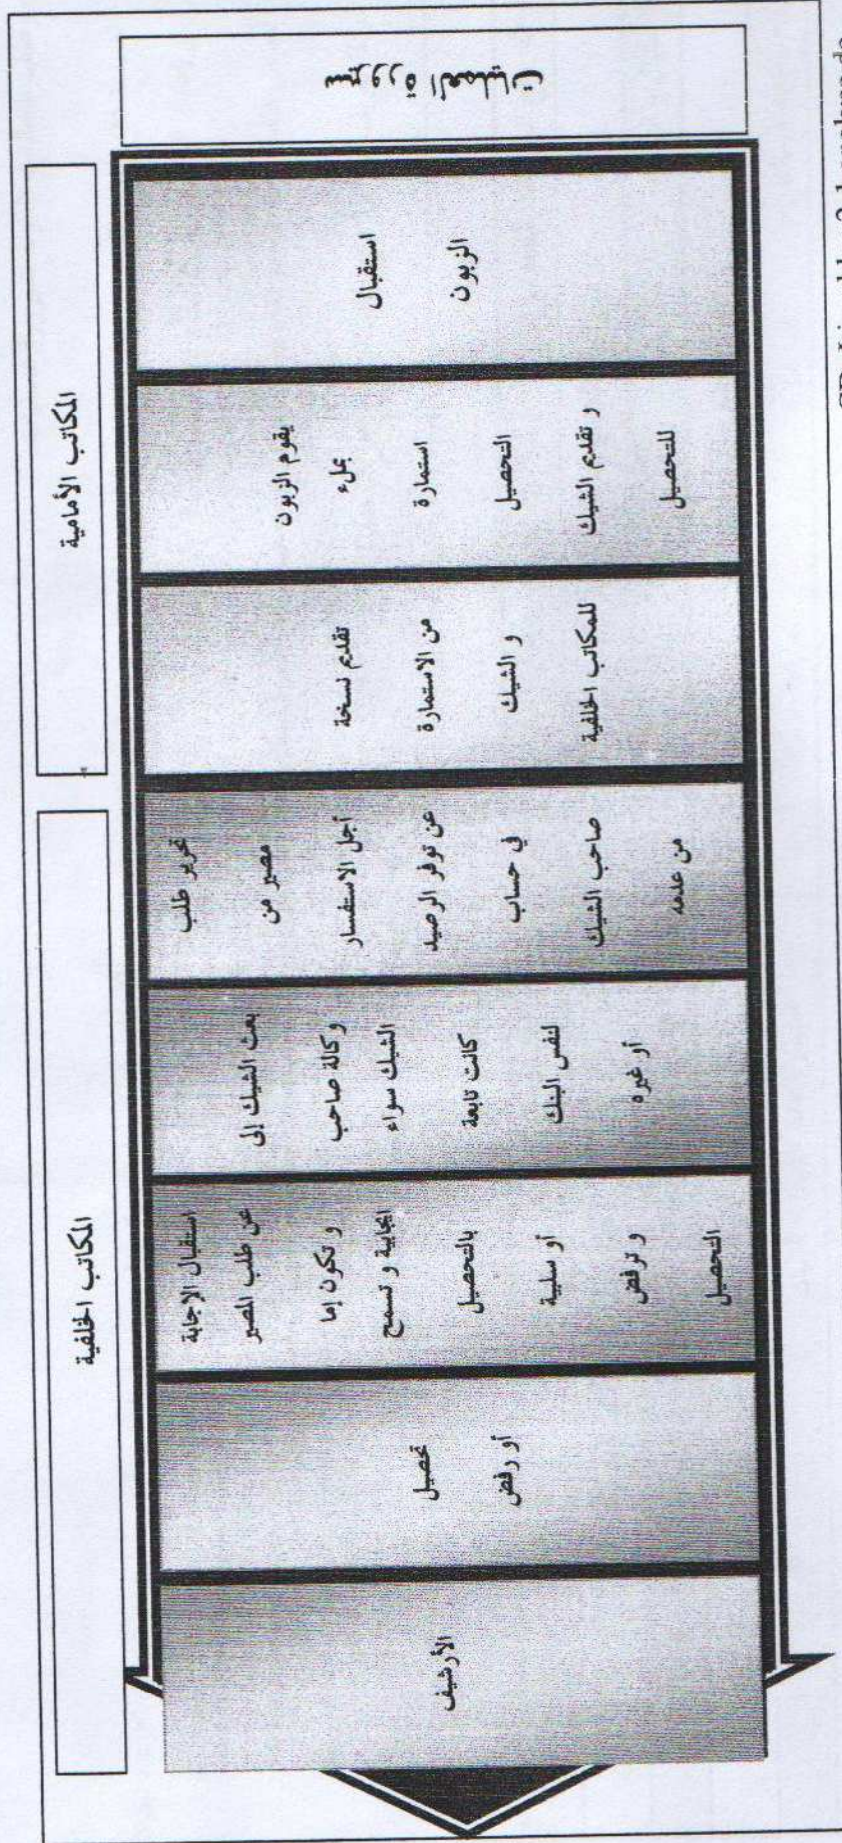 سيرورة العمليات
المكاتب الأمامية
استقبال
الزبون
يقوم الزبون
بملء
استمارة
التحصيل
و تقديم الشيك
للتحصيل
تقديم نسخة
من الاستمارة
و الشيك
للمكاتب الخلفية
المكاتب الخلفية
تحرير طلب
مصير من
أجل الاستفسار
عن توفر الرصيد
في حساب
صاحب الشيك
من عدمه
بعث الشيك إلى
وكالة صاحب
الشيك سواء
كانت تابعة
لنفس البنك
أو غيره
استقبال الإجابة
عن طلب المصير
و تكون إما
ايجابية و تسمح
بالتحصيل
أو سلبية
و ترفض
التحصيل
تحصيل
أو رفض
الأرشيف